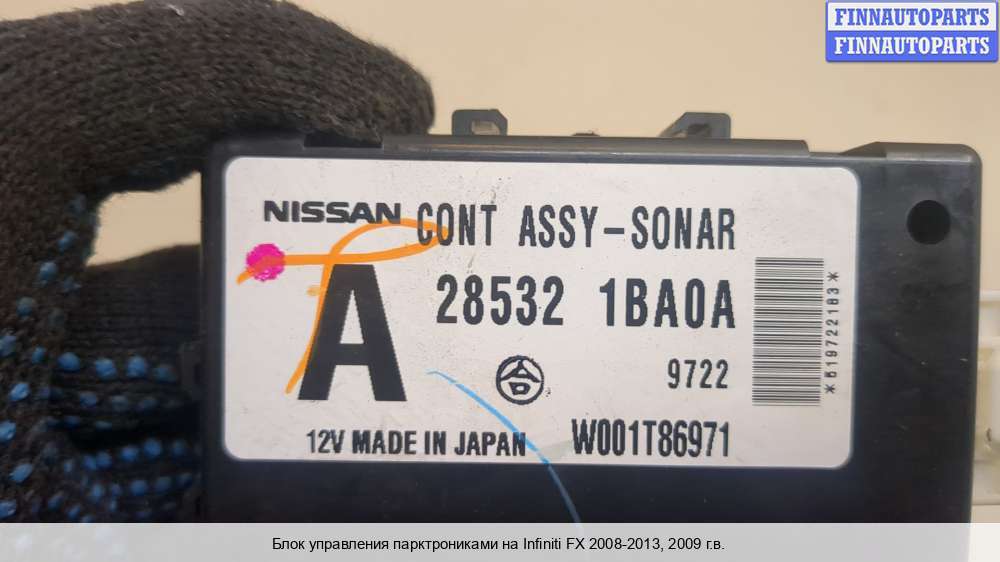 FINNAUTOPARTS
FINNAUTOPARTS
NISSAN CONT ASSY-SONAR
A
28532 1BA0A
合
9722
*619722183*
12V MADE IN JAPAN W001T86971
Блок управления парктрониками на Infiniti FX 2008-2013, 2009 г.в.